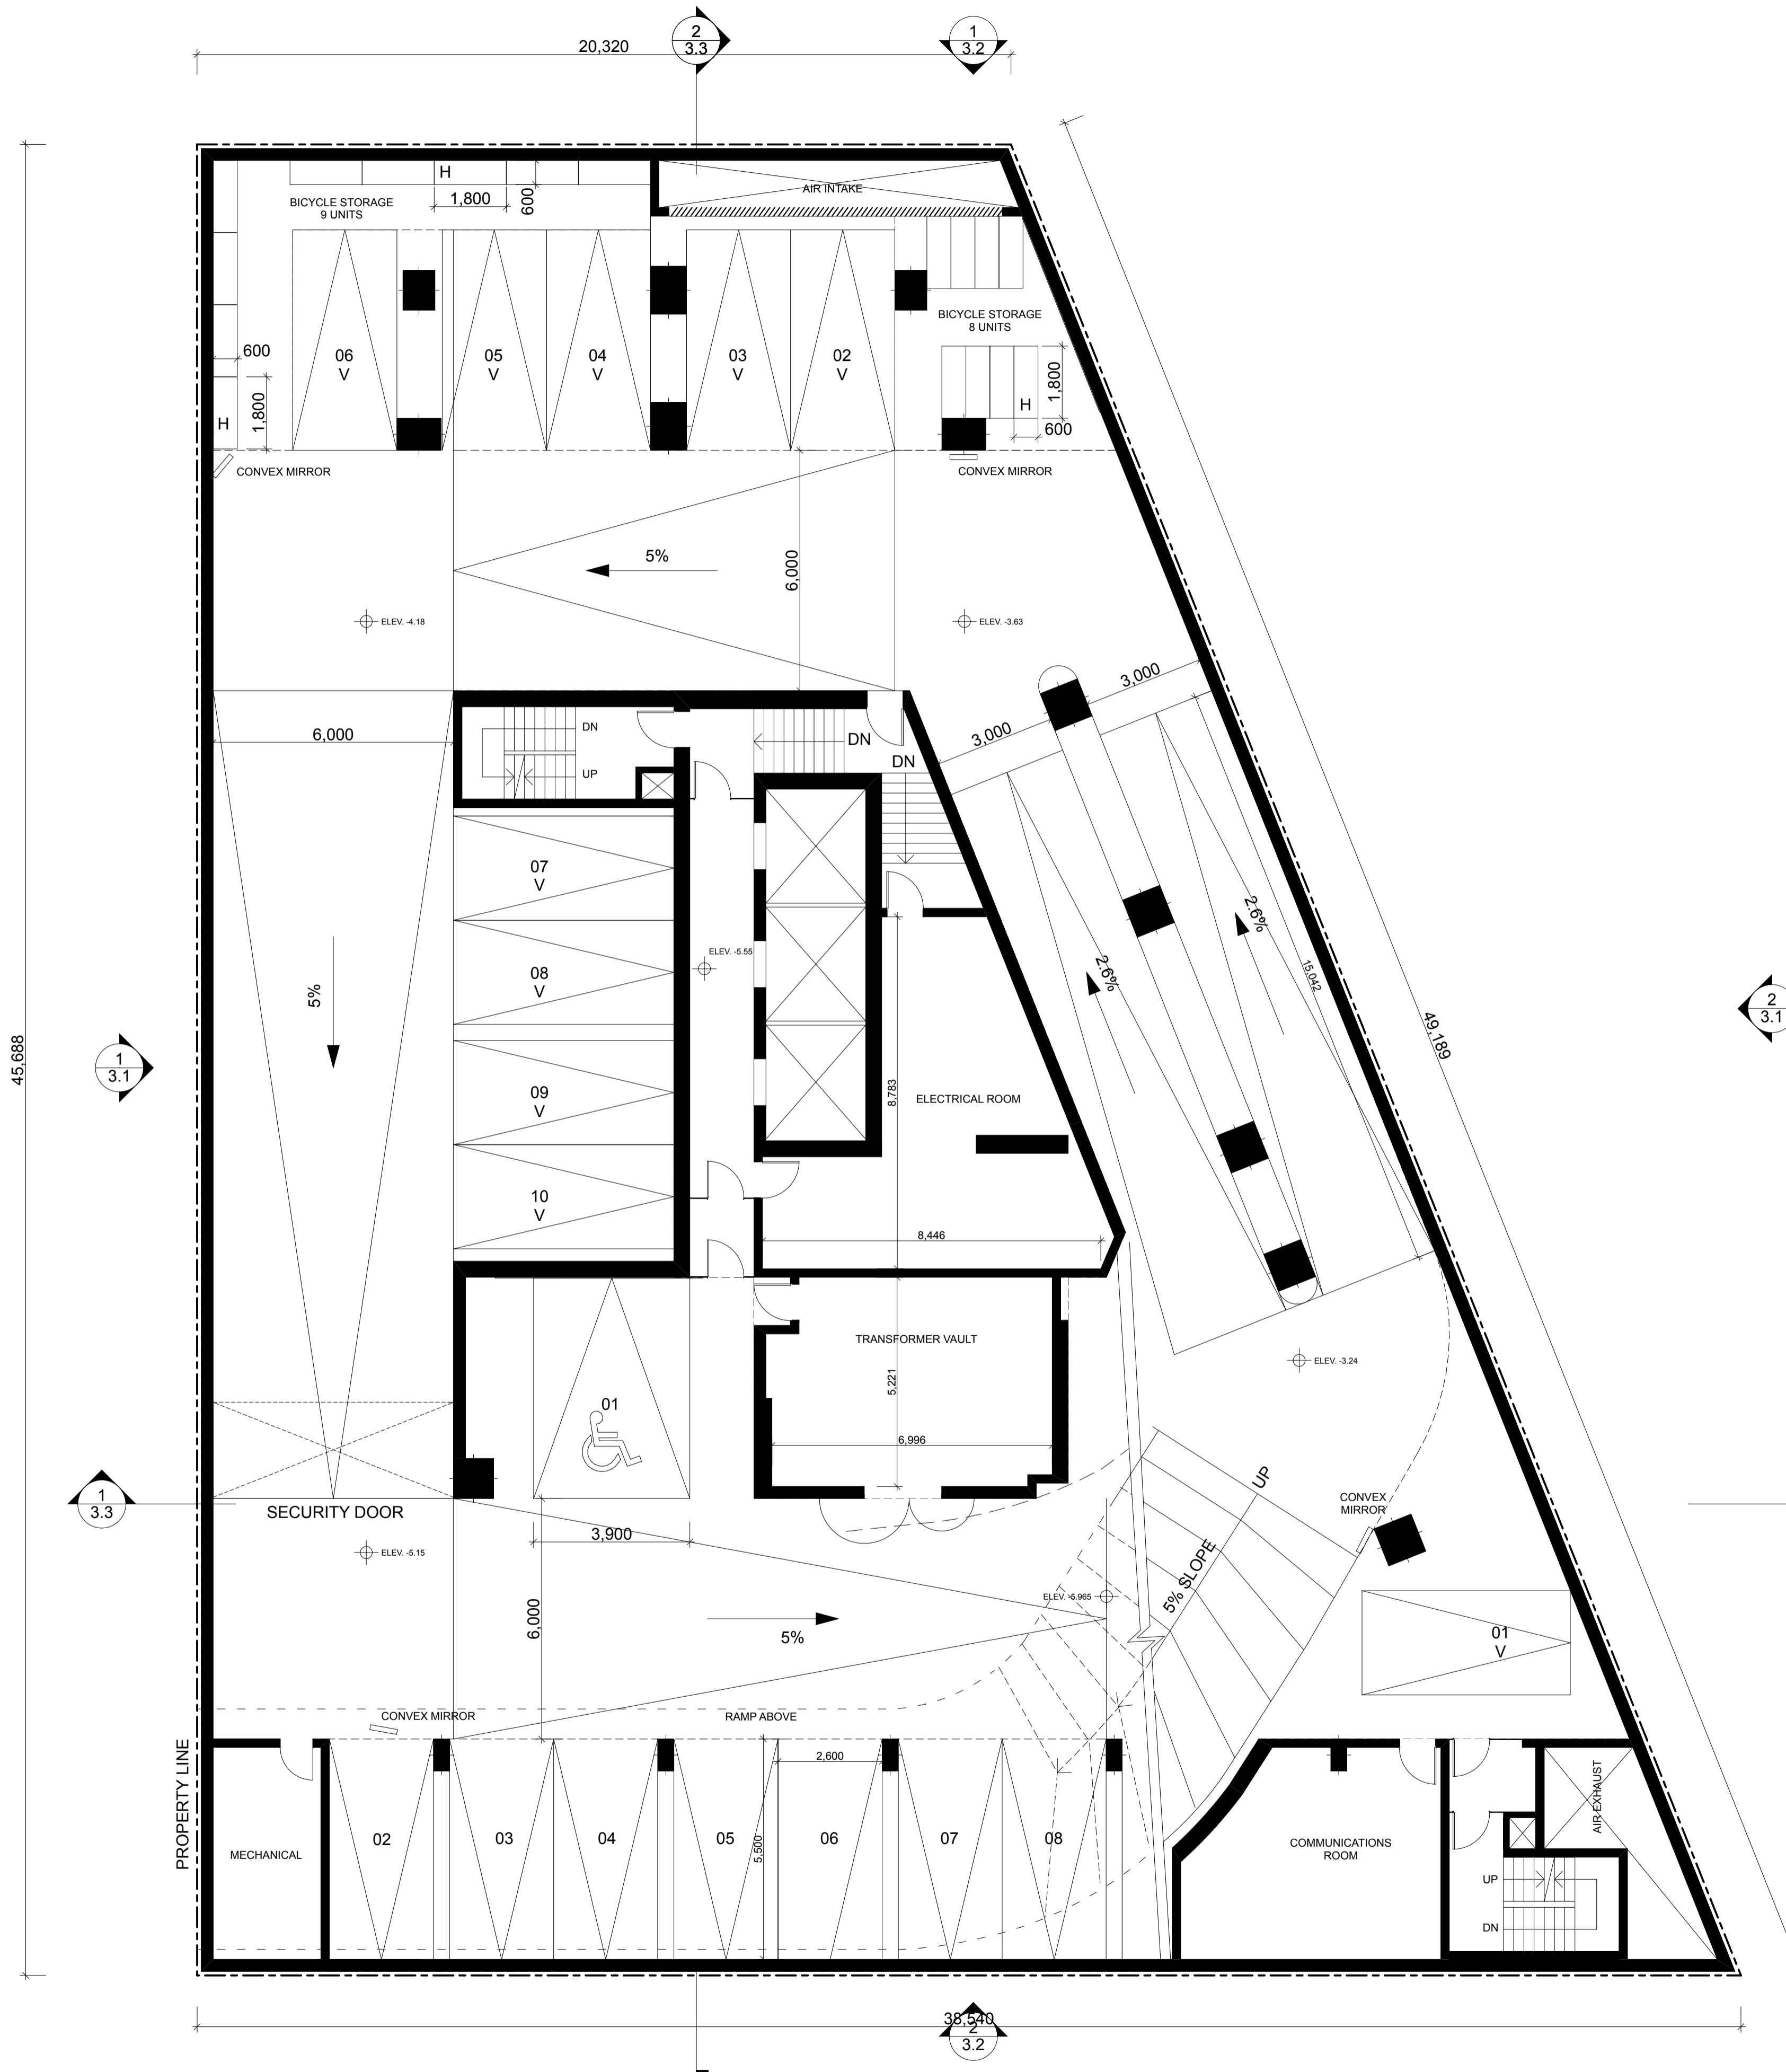 2
3.3
1
3.2
20,320
H
1,800
600
AIR INTAKE
BICYCLE STORAGE
9 UNITS
BICYCLE STORAGE
8 UNITS
600
1,800
H
06
V
05
V
04
V
03
V
02
V
1,800
H
600
CONVEX MIRROR
CONVEX MIRROR
5%
6,000
ELEV. -4.18
ELEV. -3.63
3,000
3,000
6,000
DN
UP
DN
DN
07
V
08
V
09
V
10
V
ELEV. -5.55
5%
2.6%
2.6%
15,042
49,189
45,688
1
3.1
2
3.1
8,783
ELECTRICAL ROOM
8,446
TRANSFORMER VAULT
5,221
6,996
01
ELEV. -3.24
1
3.3
SECURITY DOOR
3,900
UP
CONVEX
MIRROR
ELEV. -5.15
5% SLOPE
ELEV. -5.965
6,000
5%
01
V
CONVEX MIRROR
RAMP ABOVE
PROPERTY LINE
2,600
5,500
MECHANICAL
02
03
04
05
06
07
08
COMMUNICATIONS
ROOM
AIR EXHAUST
UP
DN
38,540
2
3.2